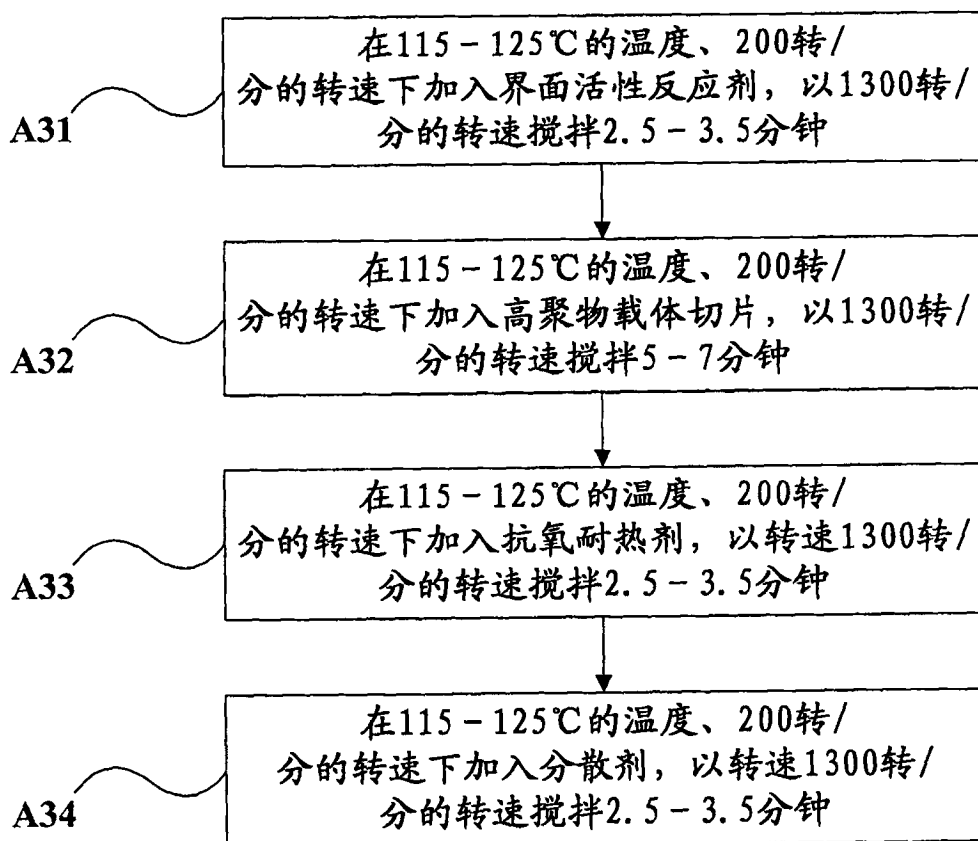 在115-125℃的温度、200转/
分的转速下加入界面活性反应剂，以1300转/
分的转速搅拌2.5-3.5分钟
A31
在115-125℃的温度、200转/
分的转速下加入高聚物载体切片，以1300转/
分的转速搅拌5-7分钟
A32
在115-125℃的温度、200转/
分的转速下加入抗氧耐热剂，以转速1300转/
分的转速搅拌2.5-3.5分钟
A33
在115-125℃的温度、200转/
分的转速下加入分散剂，以转速1300转/
分的转速搅拌2.5-3.5分钟
A34